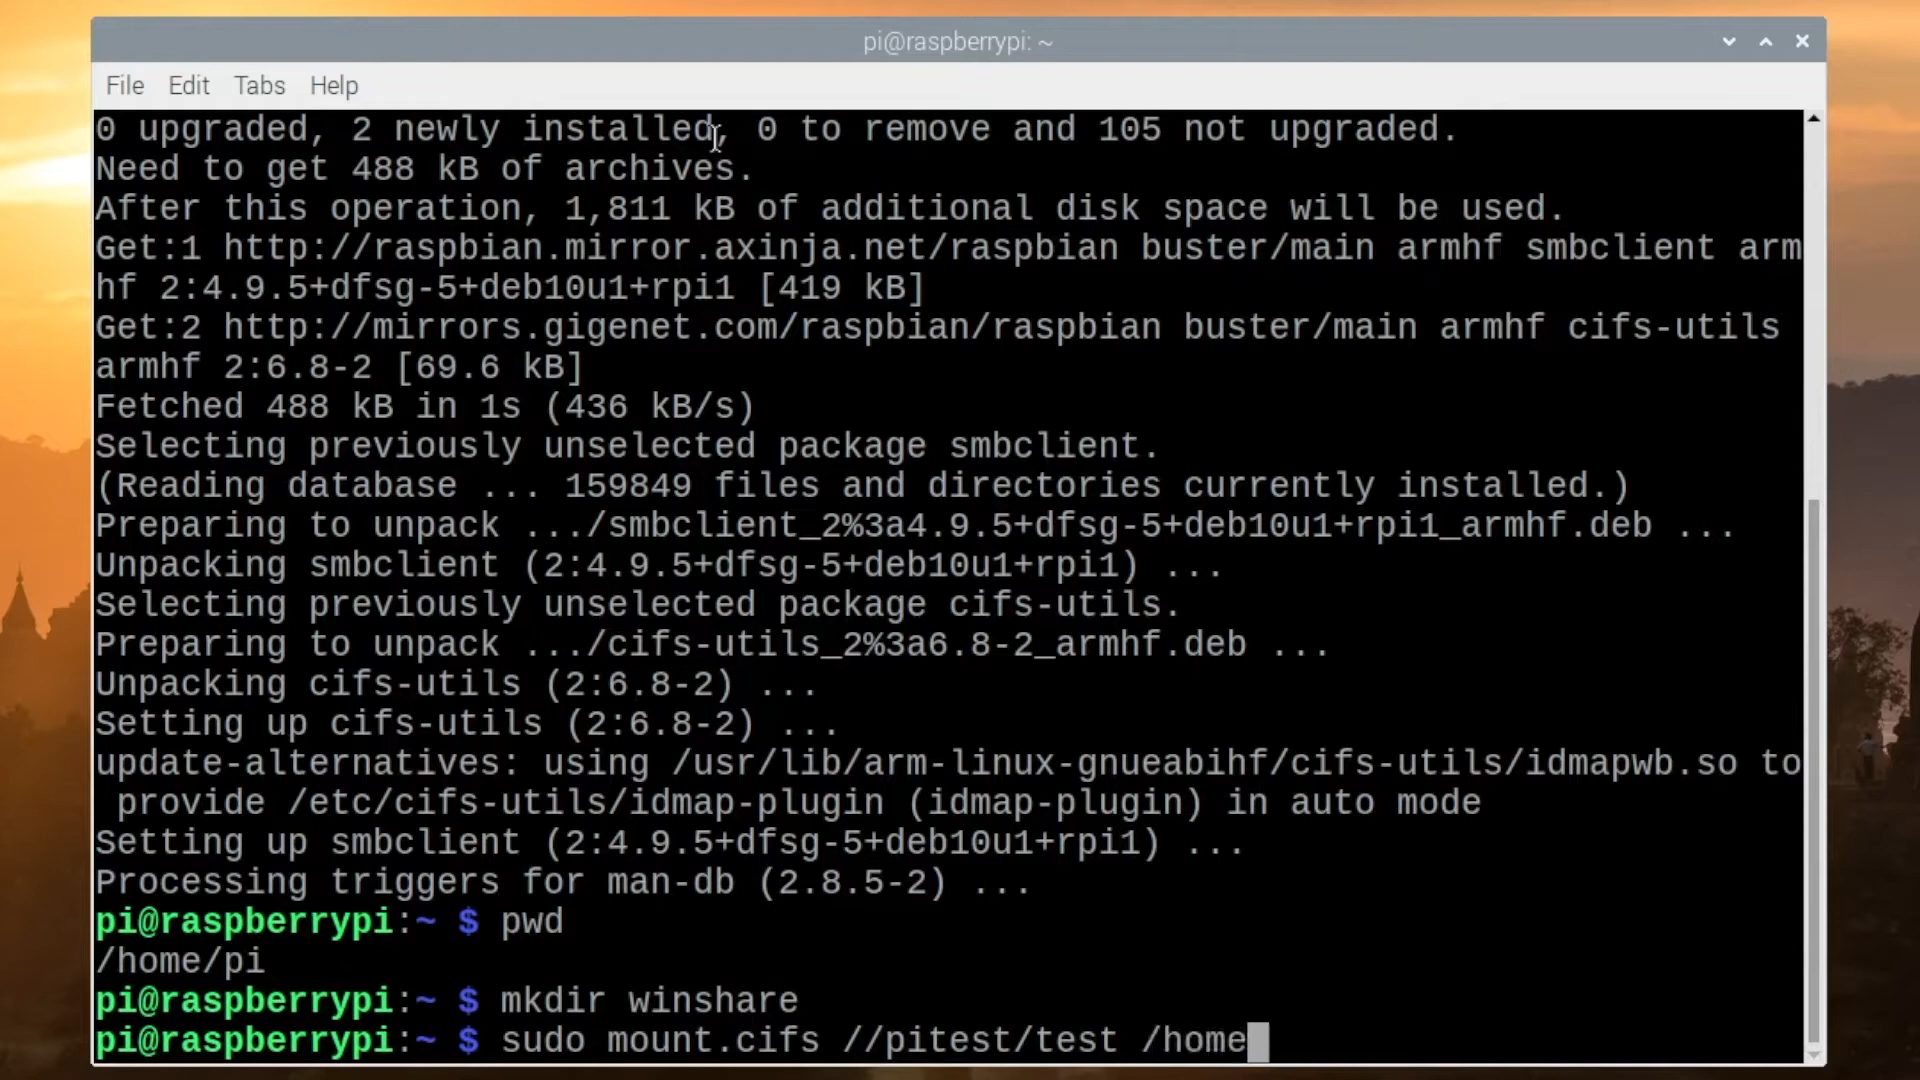 pi@raspberrypi: ~
File Edit Tabs Help
0 upgraded, 2 newly installed, 0 to remove and 105 not upgraded.
Need to get 488 kB of archives.
After this operation, 1,811 kB of additional disk space will be used.
Get:1 http://raspbian.mirror.axinja.net/raspbian buster/main armhf smbclient arm
hf 2:4.9.5+dfsg-5+deb10u1+rpi1 [419 kB]
Get:2 http://mirrors.gigenet.com/raspbian/raspbian buster/main armhf cifs-utils
armhf 2:6.8-2 [69.6 kB]
Fetched 488 kB in 1s (436 kB/s)
Selecting previously unselected package smbclient.
(Reading database ... 159849 files and directories currently installed.)
Preparing to unpack .../smbclient_2%3a4.9.5+dfsg-5+deb10u1+rpi1_armhf.deb ...
Unpacking smbclient (2:4.9.5+dfsg-5+deb10u1+rpi1) ...
Selecting previously unselected package cifs-utils.
Preparing to unpack .../cifs-utils_2%3a6.8-2_armhf.deb ...
Unpacking cifs-utils (2:6.8-2) ...
Setting up cifs-utils (2:6.8-2) ...
update-alternatives: using /usr/lib/arm-linux-gnueabihf/cifs-utils/idmapwb.so to
 provide /etc/cifs-utils/idmap-plugin (idmap-plugin) in auto mode
Setting up smbclient (2:4.9.5+dfsg-5+deb10u1+rpi1) ...
Processing triggers for man-db (2.8.5-2) ...
pi@raspberrypi:~ $ pwd
/home/pi
pi@raspberrypi:~ $ mkdir winshare
pi@raspberrypi:~ $ sudo mount.cifs //pitest/test /home